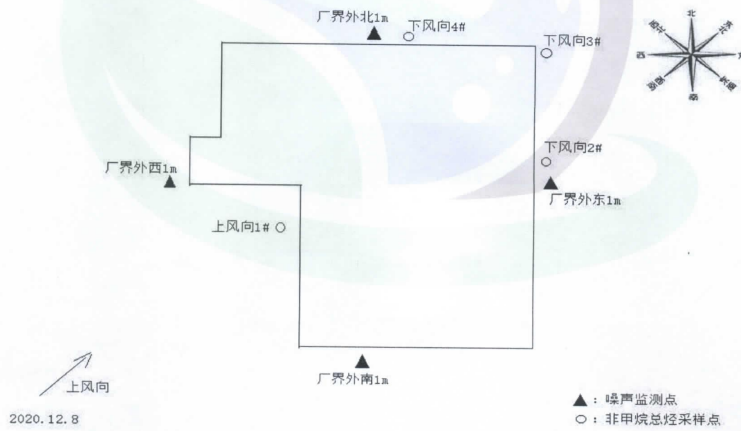 厂界外北1m
下风向4#
下风向3#
北
西
东
南
下风向2#
厂界外西1m
厂界外东1m
上风向1#
上风向
厂界外南1m
2020.12.8
▲：噪声监测点
○：非甲烷总烃采样点